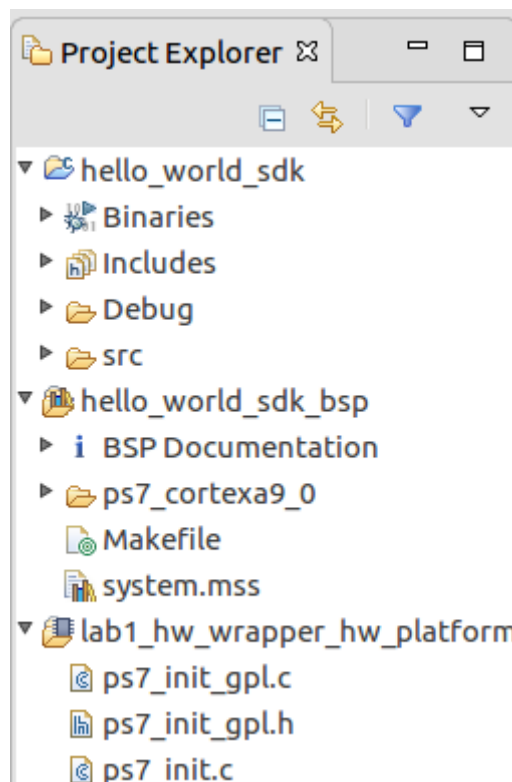 Project Explorer
hello_world_sdk
Binaries
Includes
Debug
src
hello_world_sdk_bsp
BSP Documentation
ps7_cortexa9_0
Makefile
system.mss
lab1_hw_wrapper_hw_platform
ps7_init_gpl.c
ps7_init_gpl.h
ps7_init.c